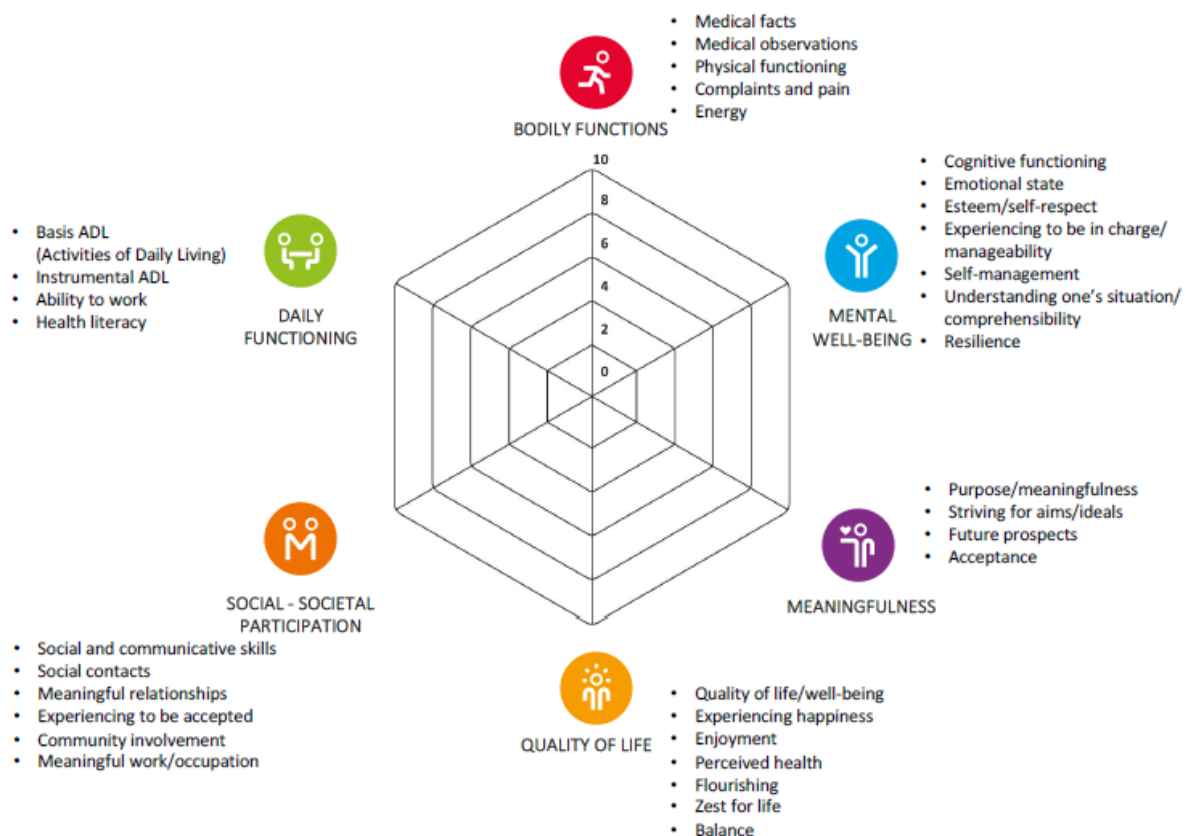 • Medical facts
• Medical observations
• Physical functioning
• Complaints and pain
• Energy
BODILY FUNCTIONS
10
8
6
4
2
0
• Cognitive functioning
• Emotional state
• Esteem/self-respect
• Experiencing to be in charge/
manageability
• Self-management
• Understanding one's situation/
comprehensibility
• Resilience
MENTAL
WELL-BEING
• Purpose/meaningfulness
• Striving for aims/ideals
• Future prospects
• Acceptance
MEANINGFULNESS
• Quality of life/well-being
• Experiencing happiness
• Enjoyment
• Perceived health
• Flourishing
• Zest for life
• Balance
QUALITY OF LIFE
SOCIAL - SOCIETAL
PARTICIPATION
• Social and communicative skills
• Social contacts
• Meaningful relationships
• Experiencing to be accepted
• Community involvement
• Meaningful work/occupation
• Basis ADL
(Activities of Daily Living)
• Instrumental ADL
• Ability to work
• Health literacy
DAILY
FUNCTIONING